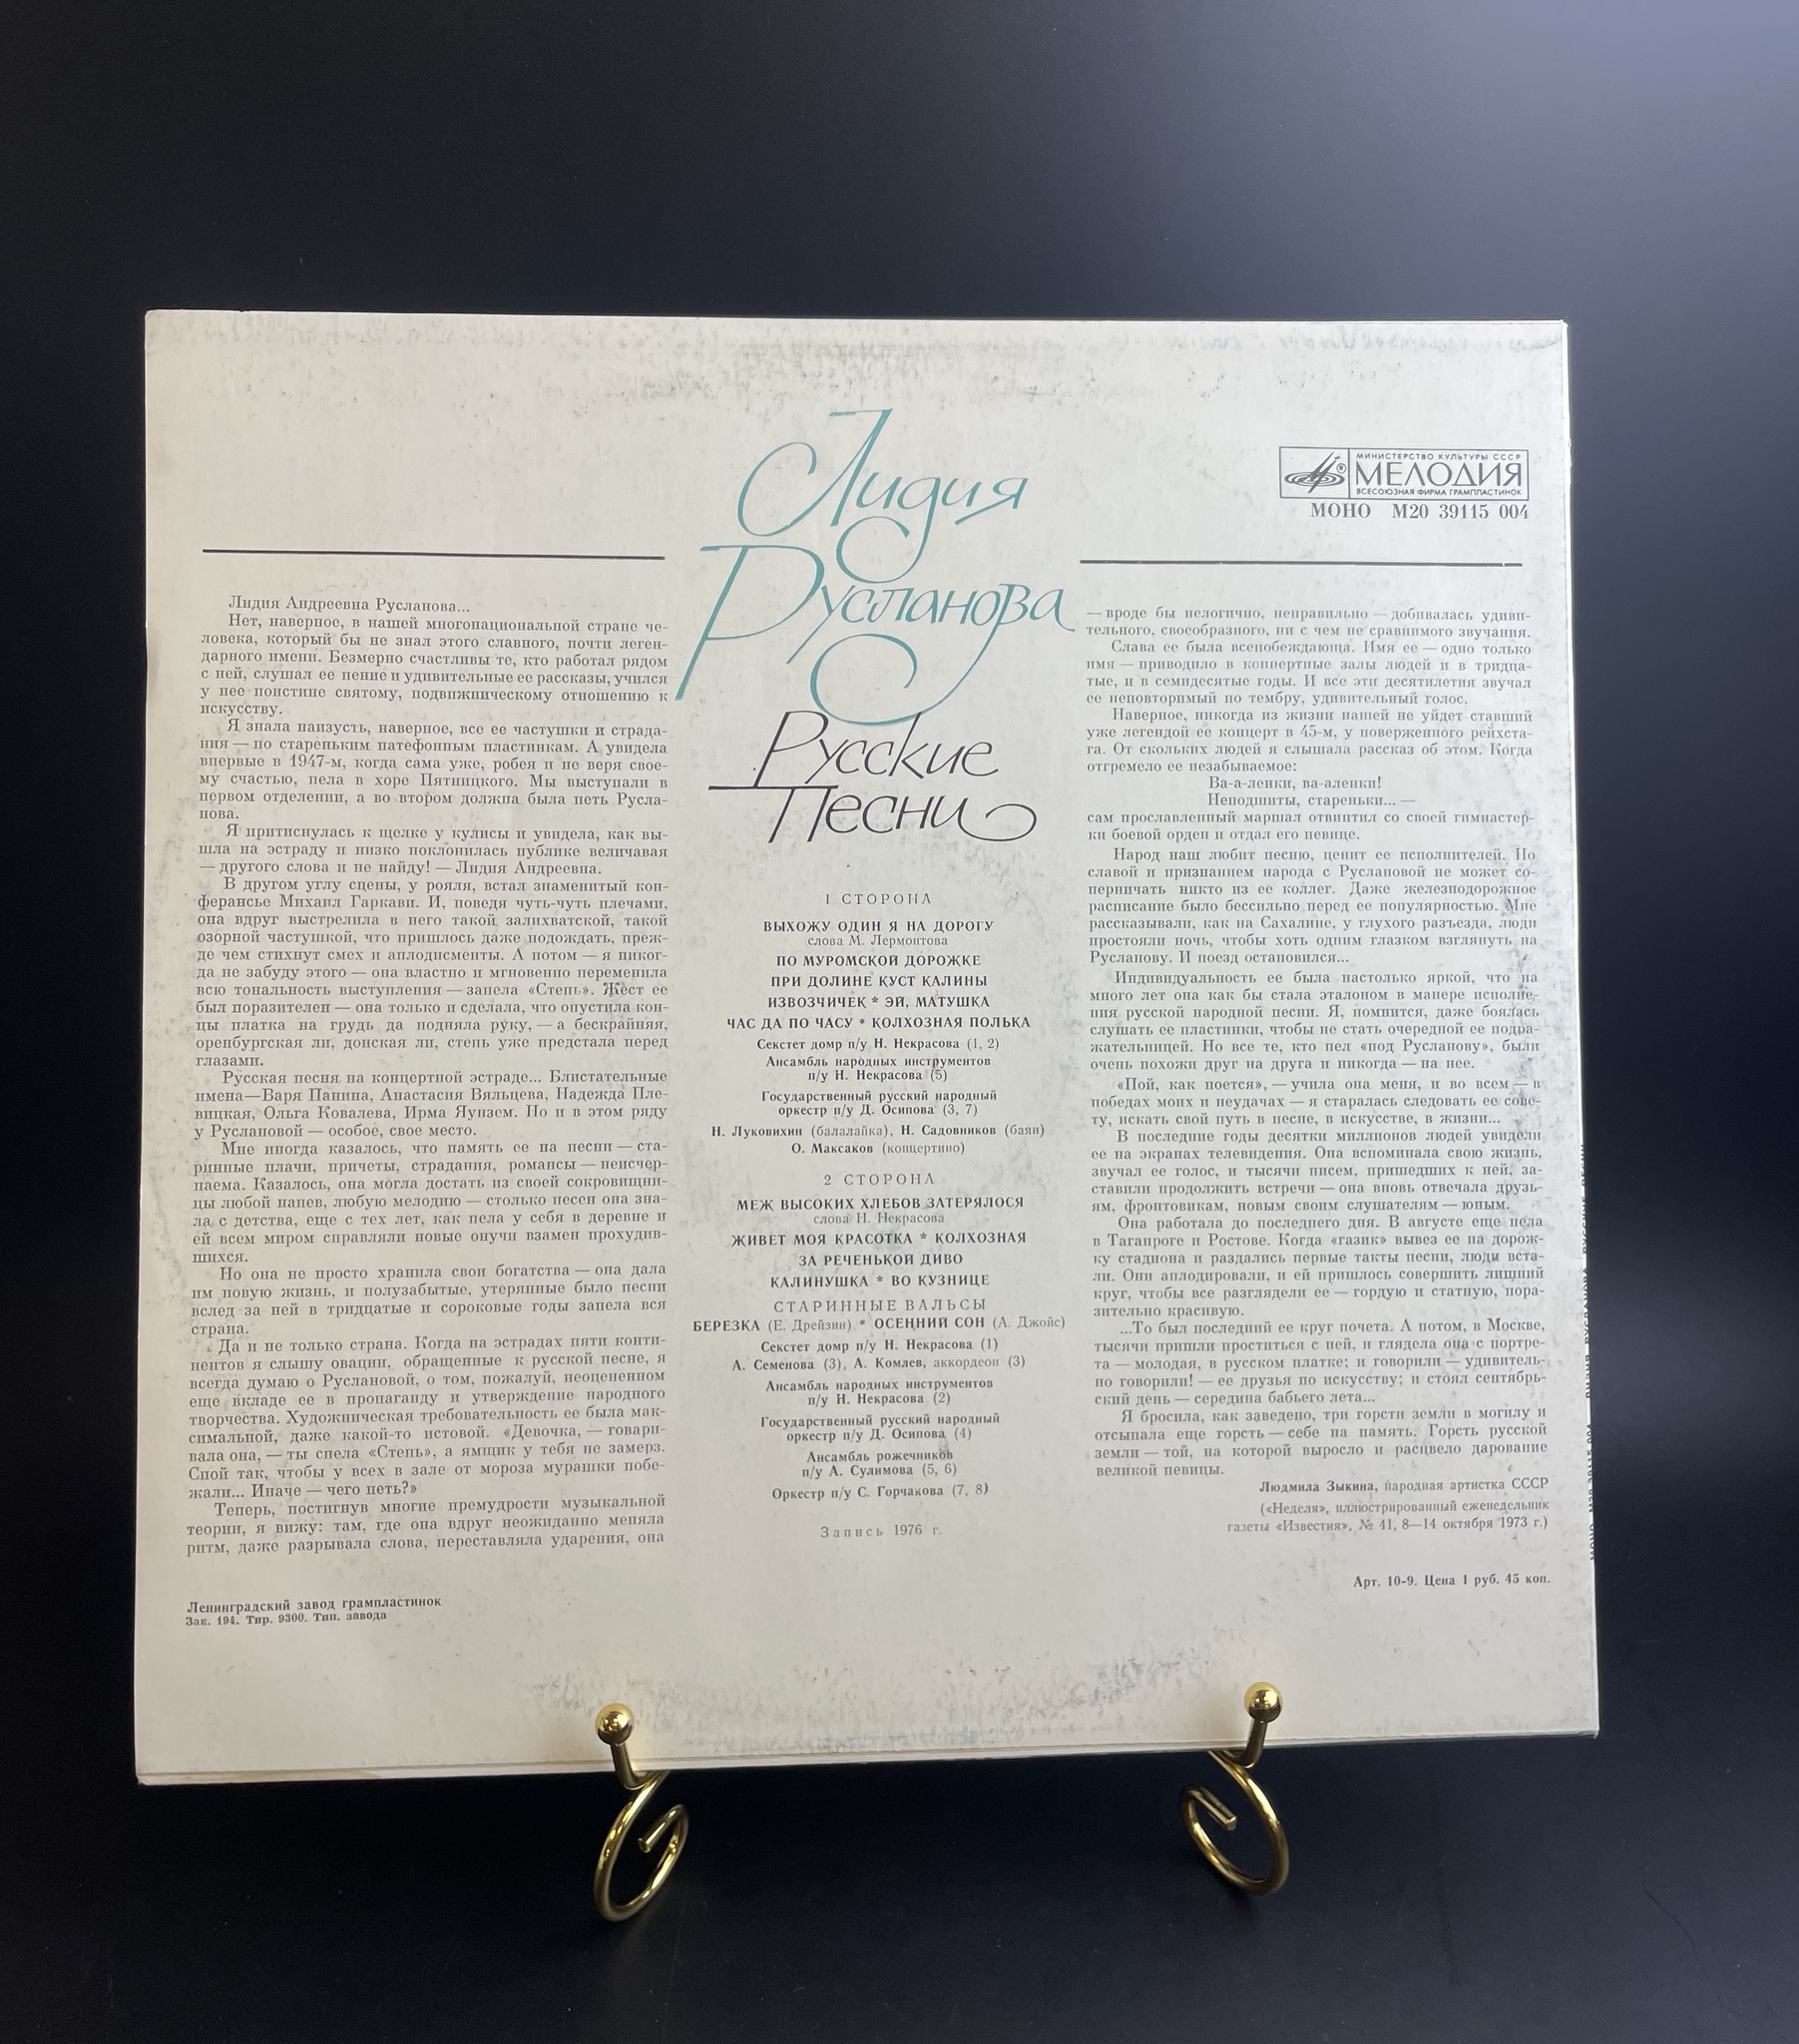 Лидия
Русланова
Русские
Песни
МИНИСТЕРСТВО КУЛЬТУРЫ СССР
МЕЛОДИЯ
ВСЕСОЮЗНАЯ ФИРМА ГРАМПЛАСТИНОК
МОНО М20 39115 004
Лидия Андреевна Русланова...
Нет, наверное, в нашей многонациональной стране че-
ловека, который бы не знал этого славного, почти леген-
дарного имени. Безмерно счастливы те, кто работал рядом
с ней, слушал ее пение и удивительные ее рассказы, учился
у нее поистине святому, подвижническому отношению к
искусству.
Я знала наизусть, наверное, все ее частушки и страда-
ния — по стареньким патефонным пластинкам. А увидела
впервые в 1947-м, когда сама уже, робея и не веря свое-
му счастью, пела в хоре Пятницкого. Мы выступали в
первом отделении, а во втором должна была петь Русла-
нова.
Я притиснулась к щелке у кулисы и увидела, как вы-
шла на эстраду и низко поклонилась публике величавая
— другого слова и не найду! — Лидия Андреевна.
В другом углу сцены, у рояля, встал знаменитый кон-
ферансье Михаил Гаркави. И, поведя чуть-чуть плечами,
она вдруг выстрелила в него такой залихватской, такой
озорной частушкой, что пришлось даже подождать, преж-
де чем стихнут смех и аплодисменты. А потом — я никог-
да не забуду этого — она властно и мгновенно переменила
всю тональность выступления — запела «Степь». Жест ее
был поразителен — она только и сделала, что опустила кон-
цы платка на грудь да подняла руку, — а бескрайняя,
оренбургская ли, донская ли, степь уже предстала перед
глазами.
Русская песня на концертной эстраде... Блистательные
имена—Варя Панина, Анастасия Вяльцева, Надежда Пле-
вицкая, Ольга Ковалева, Ирма Яунзем. Но и в этом ряду
у Руслановой — особое, свое место.
Мне иногда казалось, что память ее на песни — ста-
ринные плачи, причеты, страдания, романсы — неисчер-
паема. Казалось, она могла достать из своей сокровищни-
цы любой напев, любую мелодию — столько песен она зна-
ла с детства, еще с тех лет, как пела у себя в деревне и
ей всем миром справляли новые онучи взамен прохудив-
шихся.
Но она не просто хранила свои богатства — она дала
им новую жизнь, и полузабытые, утерянные было песни
вслед за ней в тридцатые и сороковые годы запела вся
страна.
Да и не только страна. Когда на эстрадах пяти конти-
нентов я слышу овации, обращенные к русской песне, я
всегда думаю о Руслановой, о том, пожалуй, неоцененном
еще вкладе ее в пропаганду и утверждение народного
творчества. Художническая требовательность ее была мак-
симальной, даже какой-то истовой. «Девочка, — говари-
вала она, — ты спела «Степь», а ямщик у тебя не замерз.
Спой так, чтобы у всех в зале от мороза мурашки побе-
жали... Иначе — чего петь?»
Теперь, постигнув многие премудрости музыкальной
теории, я вижу: там, где она вдруг неожиданно меняла
ритм, даже разрывала слова, переставляла ударения, она
Ленинградский завод грампластинок
Зак. 194. Тир. 9300. Тип. завода
1 СТОРОНА
ВЫХОЖУ ОДИН Я НА ДОРОГУ
слова М. Лермонтова
ПО МУРОМСКОЙ ДОРОЖКЕ
ПРИ ДОЛИНЕ КУСТ КАЛИНЫ
ИЗВОЗЧИЧЕК * ЭЙ, МАТУШКА
ЧАС ДА ПО ЧАСУ * КОЛХОЗНАЯ ПОЛЬКА
Секстет домр п/у Н. Некрасова (1, 2)
Ансамбль народных инструментов
п/у Н. Некрасова (5)
Государственный русский народный
оркестр п/у Д. Осипова (3, 7)
Н. Луковихин (балалайка), Н. Садовников (баян)
О. Максаков (концертино)
2 СТОРОНА
МЕЖ ВЫСОКИХ ХЛЕБОВ ЗАТЕРЯЛОСЯ
слова Н. Некрасова
ЖИВЕТ МОЯ КРАСОТКА * КОЛХОЗНАЯ
ЗА РЕЧЕНЬКОЙ ДИВО
КАЛИНУШКА * ВО КУЗНИЦЕ
СТАРИННЫЕ ВАЛЬСЫ
БЕРЕЗКА (Е. Дрейзин) * ОСЕННИЙ СОН (А. Джойс)
Секстет домр п/у Н. Некрасова (1)
А. Семенова (3), А. Комлев, аккордеон (3)
Ансамбль народных инструментов
п/у Н. Некрасова (2)
Государственный русский народный
оркестр п/у Д. Осипова (4)
Ансамбль рожечников
п/у А. Сулимова (5, 6)
Оркестр п/у С. Горчакова (7, 8)
Запись 1976 г.
— вроде бы нелогично, неправильно — добивалась удиви-
тельного, своеобразного, ни с чем не сравнимого звучания.
Слава ее была всепобеждающа. Имя ее — одно только
имя — приводило в концертные залы людей и в тридца-
тые, и в семидесятые годы. И все эти десятилетия звучал
ее неповторимый по тембру, удивительный голос.
Наверное, никогда из жизни нашей не уйдет ставший
уже легендой ее концерт в 45-м, у поверженного рейхста-
га. От скольких людей я слышала рассказ об этом. Когда
отгремело ее незабываемое:
Ва-а-ленки, ва-аленки!
Неподшиты, стареньки... —
сам прославленный маршал отвинтил со своей гимнастер-
ки боевой орден и отдал его певице.
Народ наш любит песню, ценит ее исполнителей. Но
славой и признанием народа с Руслановой не может со-
перничать никто из ее коллег. Даже железнодорожное
расписание было бессильно перед ее популярностью. Мне
рассказывали, как на Сахалине, у глухого разъезда, люди
простояли ночь, чтобы хоть одним глазком взглянуть на
Русланову. И поезд остановился...
Индивидуальность ее была настолько яркой, что на
много лет она как бы стала эталоном в манере исполне-
ния русской народной песни. Я, помнится, даже боялась
слушать ее пластинки, чтобы не стать очередной ее подра-
жательницей. Но все те, кто пел «под Русланову», были
очень похожи друг на друга и никогда — на нее.
«Пой, как поется», — учила она меня, и во всем — в
победах моих и неудачах — я старалась следовать ее сове-
ту, искать свой путь в песне, в искусстве, в жизни...
В последние годы десятки миллионов людей увидели
ее на экранах телевидения. Она вспоминала свою жизнь,
звучал ее голос, и тысячи писем, пришедших к ней, за-
ставили продолжить встречи — она вновь отвечала друзь-
ям, фронтовикам, новым своим слушателям — юным.
Она работала до последнего дня. В августе еще пела
в Таганроге и Ростове. Когда «газик» вывез ее на дорож-
ку стадиона и раздались первые такты песни, люди вста-
ли. Они аплодировали, и ей пришлось совершить лишний
круг, чтобы все разглядели ее — гордую и статную, пора-
зительно красивую.
...То был последний ее круг почета. А потом, в Москве,
тысячи пришли проститься с ней, и глядела она с портре-
та — молодая, в русском платке; и говорили — удивитель-
но говорили! — ее друзья по искусству; и стоял сентябрь-
ский день — середина бабьего лета...
Я бросила, как заведено, три горсти земли в могилу и
отсыпала еще горсть — себе на память. Горсть русской
земли — той, на которой выросло и расцвело дарование
великой певицы.
Людмила Зыкина, народная артистка СССР
(«Неделя», иллюстрированный еженедельник
газеты «Известия», № 41, 8—14 октября 1973 г.)
Арт. 10-9. Цена 1 руб. 45 коп.